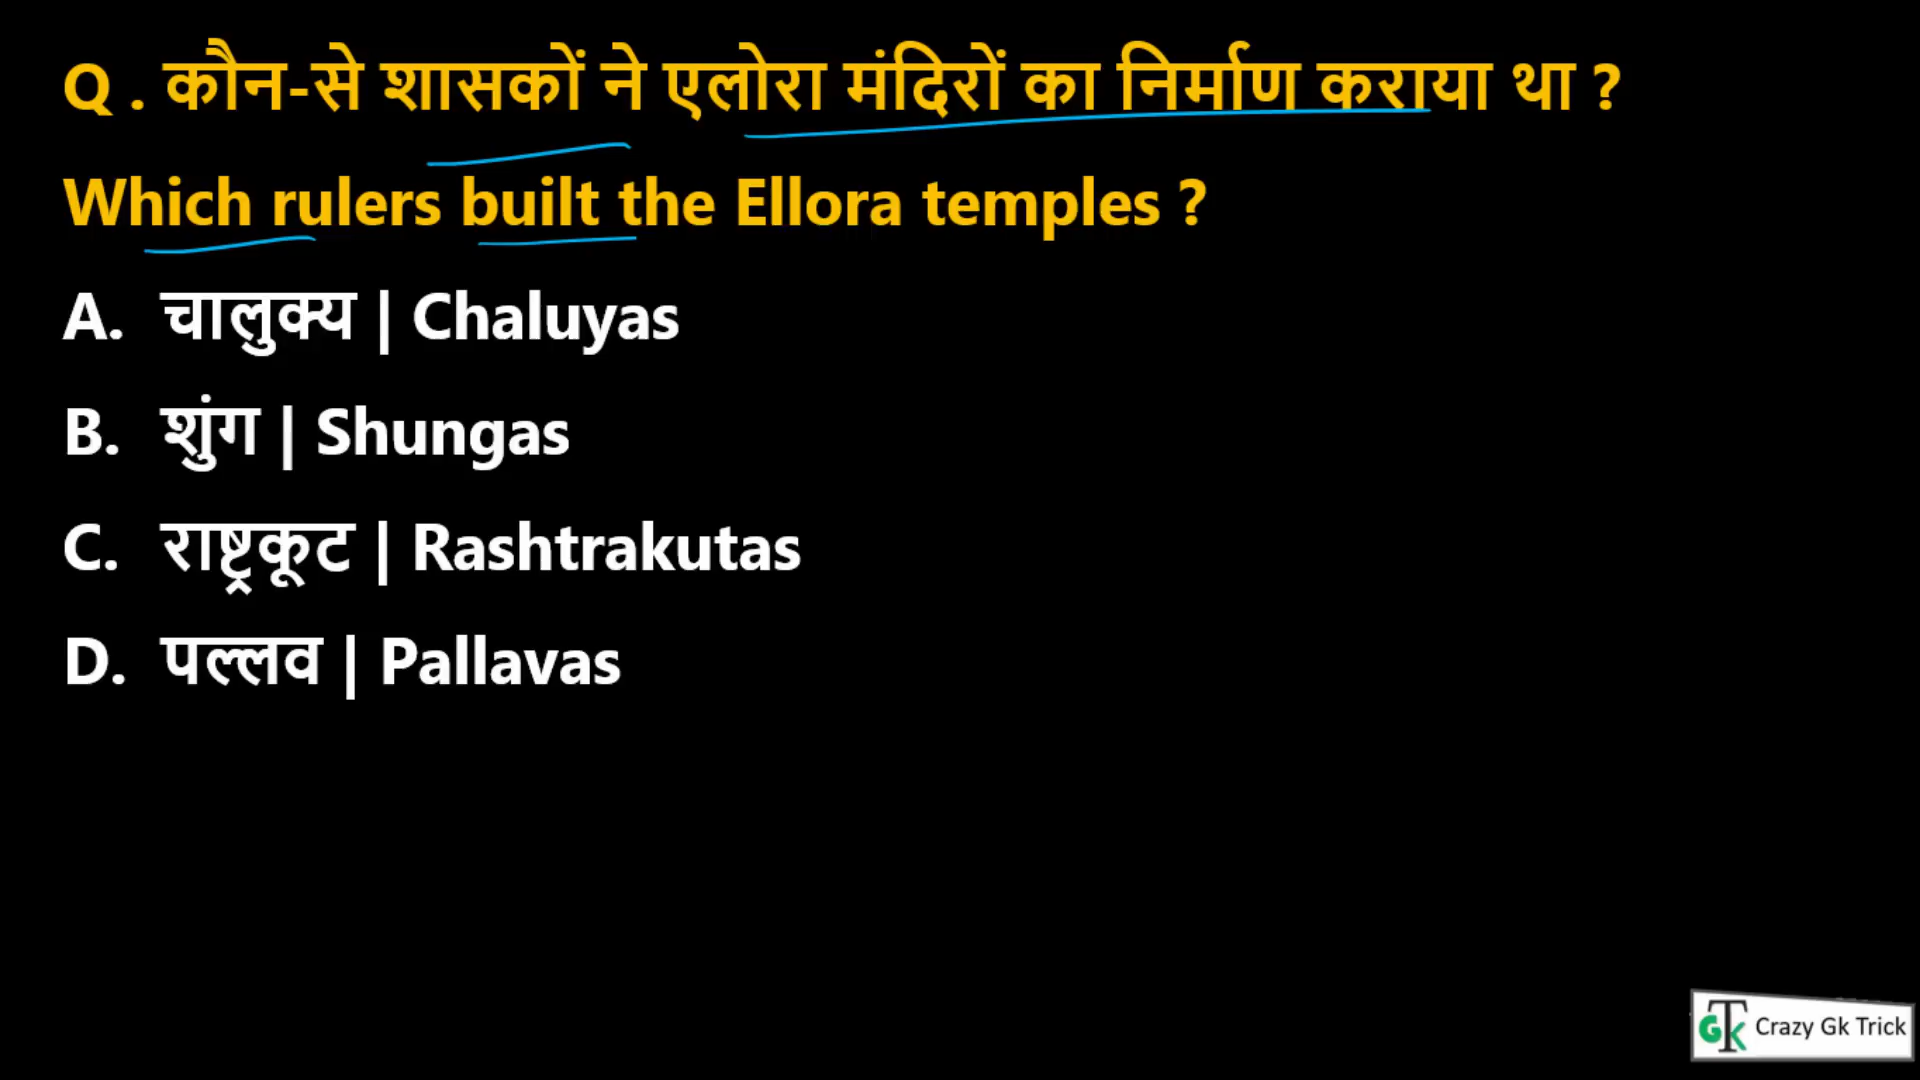 Q . कौन-से शासकों ने एलोरा मंदिरों का निर्माण कराया था ?
Which rulers built the Ellora temples ?
A. चालुक्य | Chaluyas
B. शुंग | Shungas
C. राष्ट्रकूट | Rashtrakutas
D. पल्लव | Pallavas
GTK Crazy Gk Trick